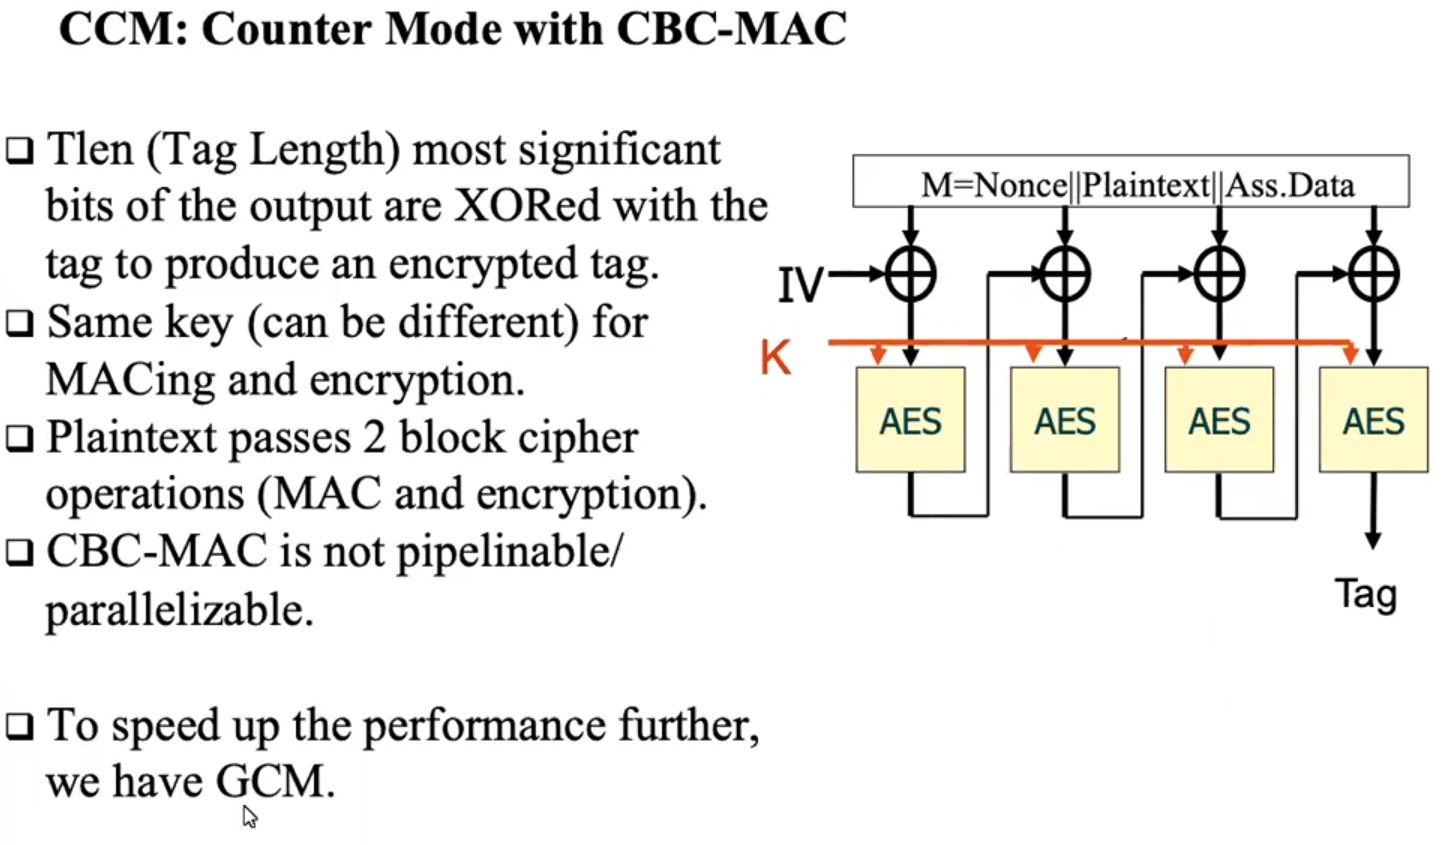 CCM: Counter Mode with CBC-MAC
❑ Tlen (Tag Length) most significant
bits of the output are XORed with the
tag to produce an encrypted tag.
❑ Same key (can be different) for
MACing and encryption.
❑ Plaintext passes 2 block cipher
operations (MAC and encryption).
❑ CBC-MAC is not pipelinable/
parallelizable.
❑ To speed up the performance further,
we have GCM.
M=Nonce||Plaintext||Ass.Data
IV
K
AES AES AES AES
Tag